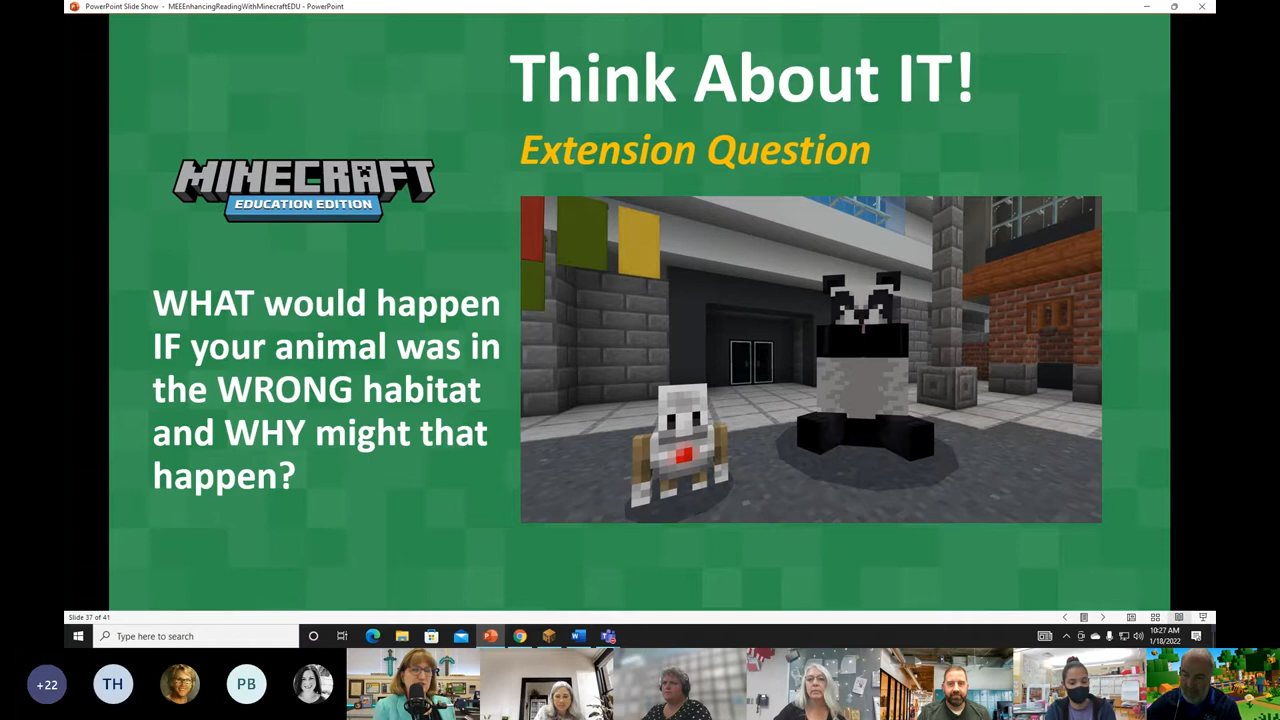 PowerPoint Slide Show - MEEEnhancingReadingWithMinecraftEDU - PowerPoint
Think About IT!
Extension Question
MINECRAFT
EDUCATION EDITION
WHAT would happen
IF your animal was in
the WRONG habitat
and WHY might that
happen?
Slide 37 of 41
Type here to search
10:27 AM
1/18/2022
+22
TH
PB